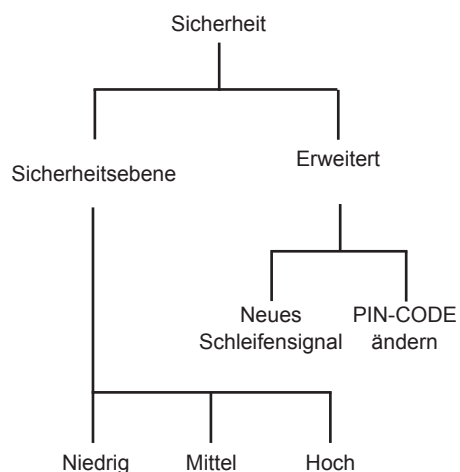 Sicherheit
Erweitert
Sicherheitsebene
Neues
Schleifensignal
PIN-CODE
ändern
Niedrig
Mittel
Hoch